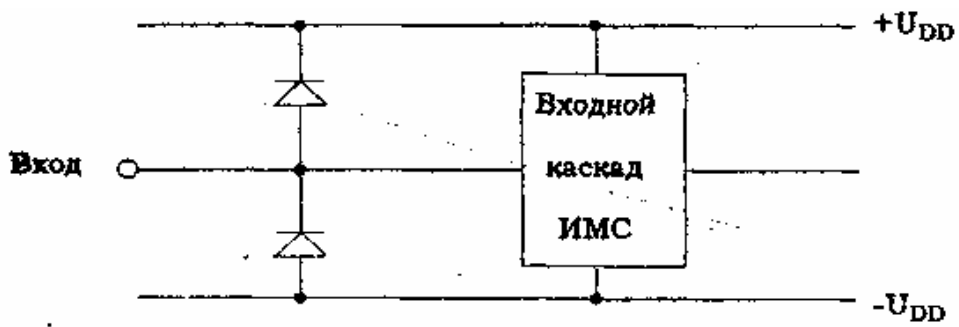 +U_DD
Входной
Вход
каскад
ИМС
-U_DD